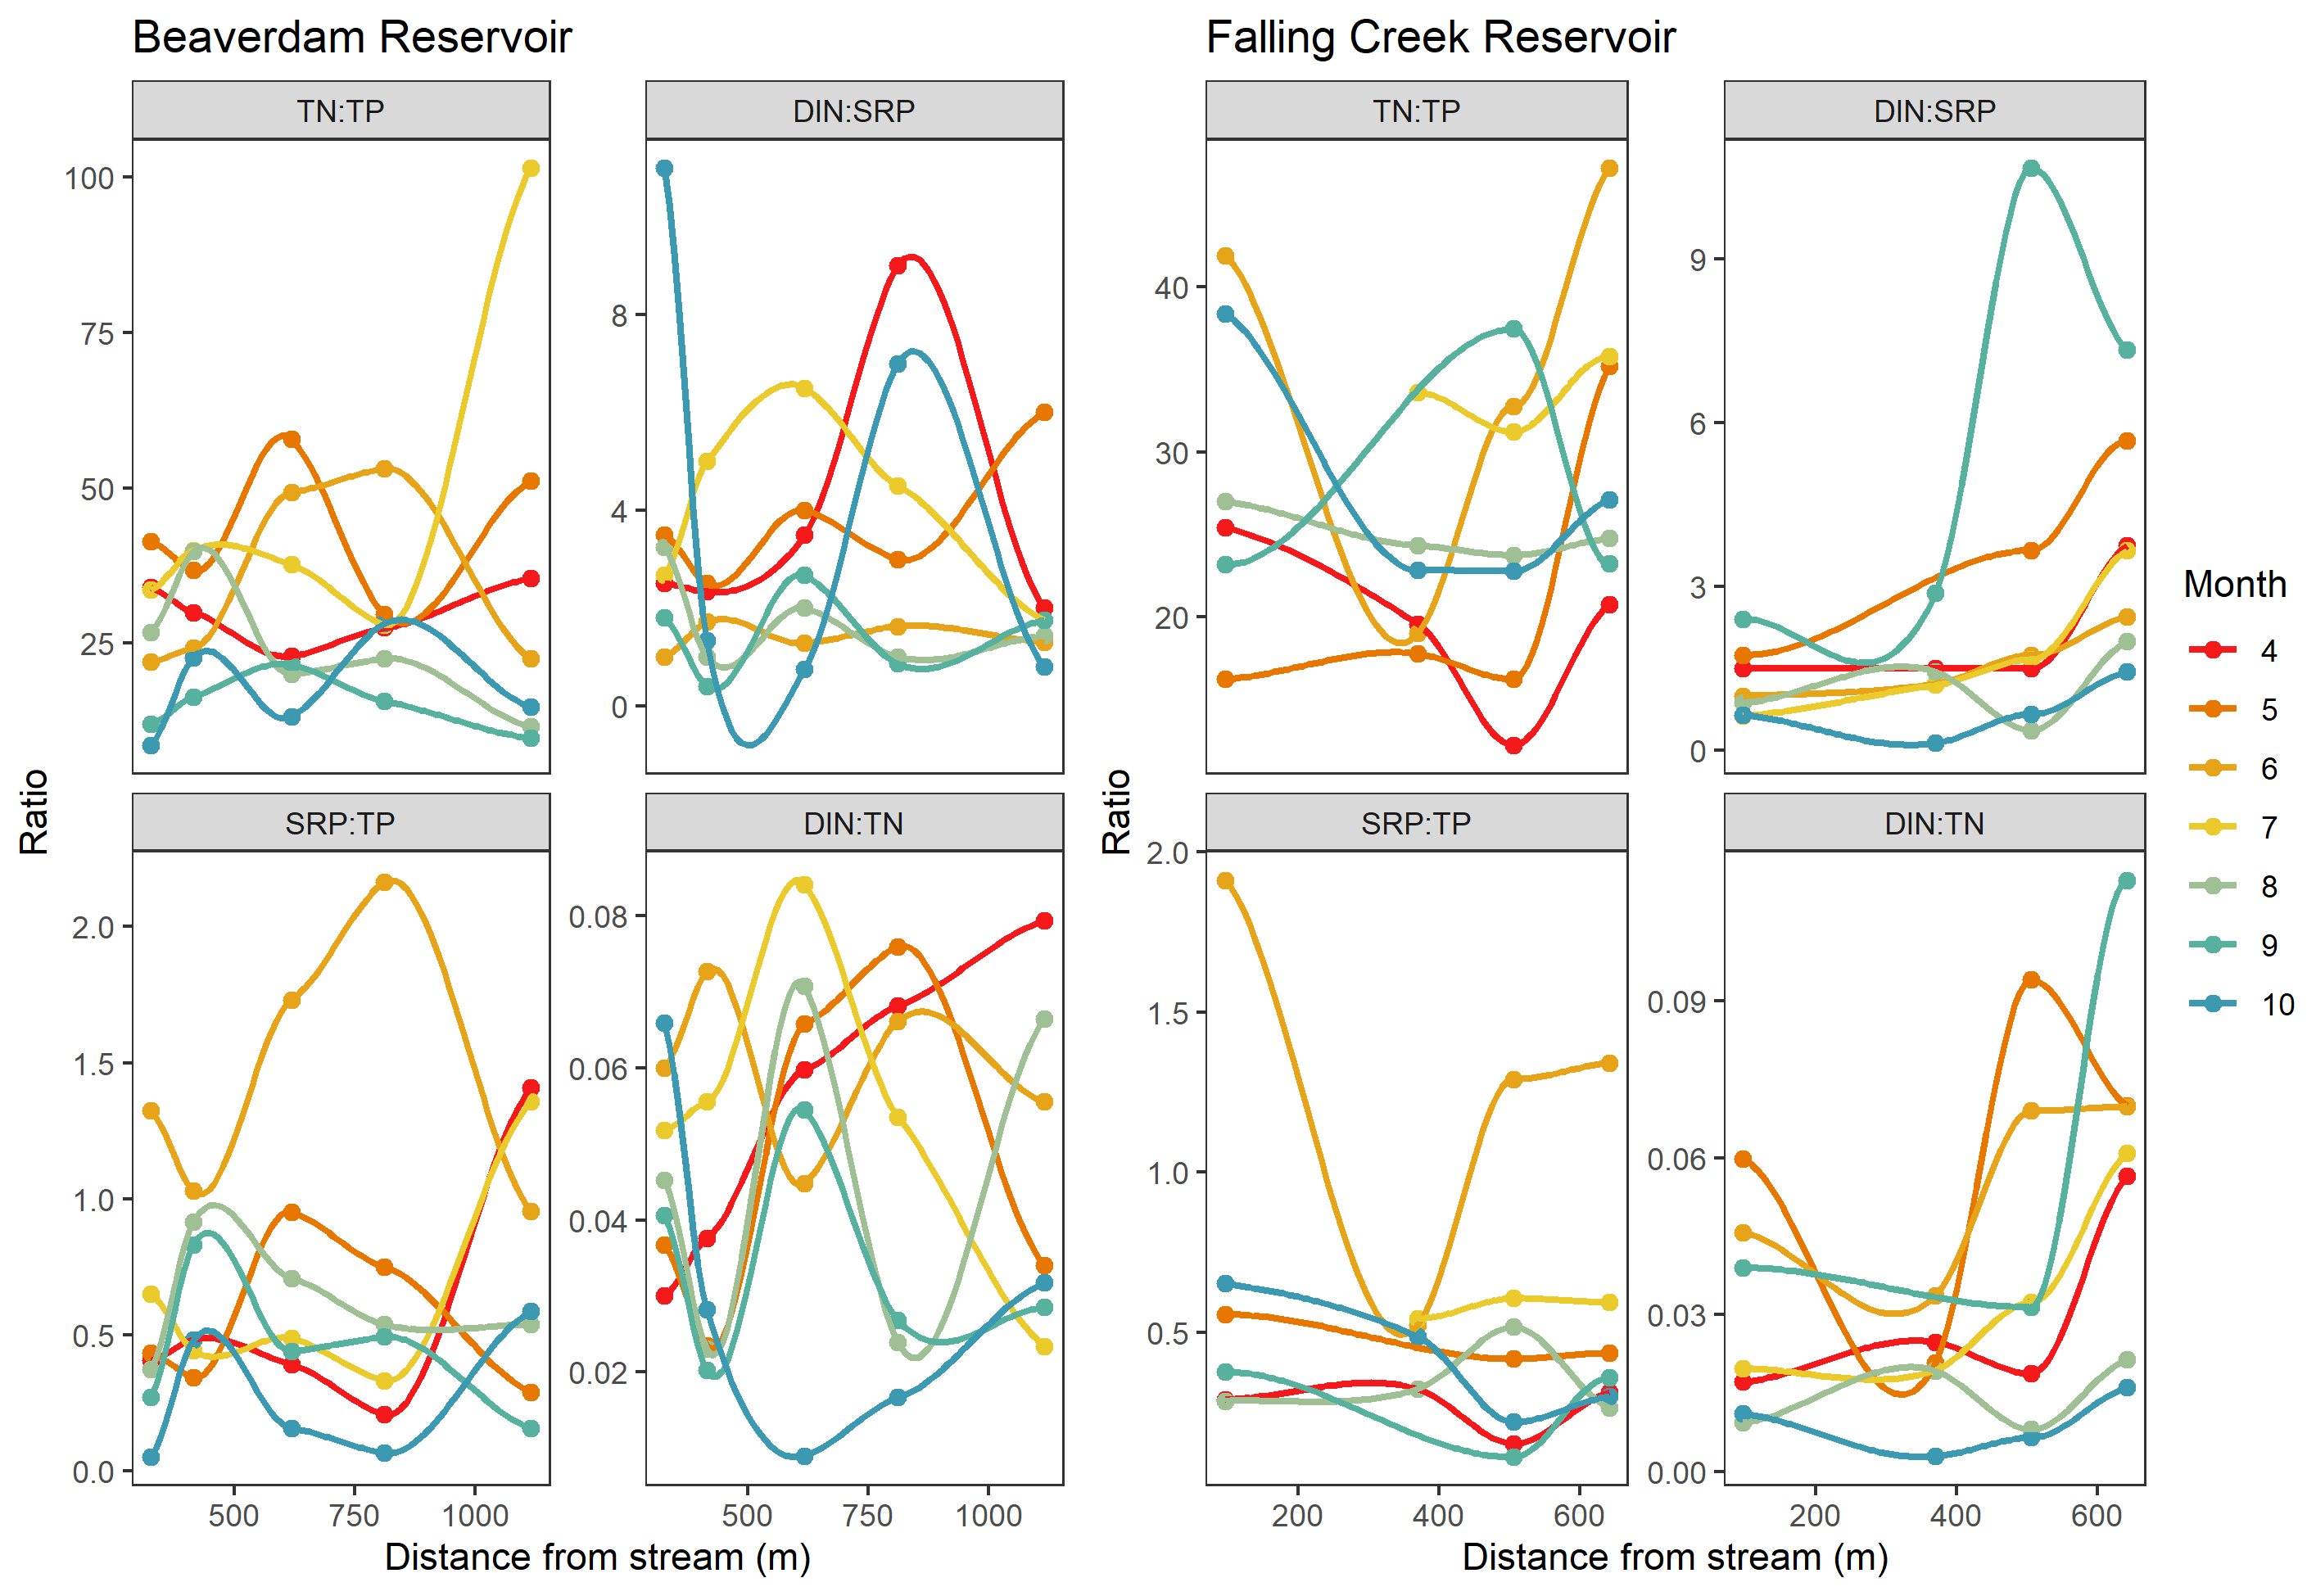 Beaverdam Reservoir
TN:TP
DIN:SRP
100
75
50
25
8
4
0
SRP:TP
DIN:TN
2.0
1.5
1.0
0.5
0.0
0.08
0.06
0.04
0.02
500 750 1000
500 750 1000
Ratio
Distance from stream (m)
Falling Creek Reservoir
TN:TP
DIN:SRP
40
30
20
9
6
3
0
SRP:TP
DIN:TN
2.0
1.5
1.0
0.5
0.09
0.06
0.03
0.00
200 400 600
200 400 600
Ratio
Distance from stream (m)
Month
4
5
6
7
8
9
10